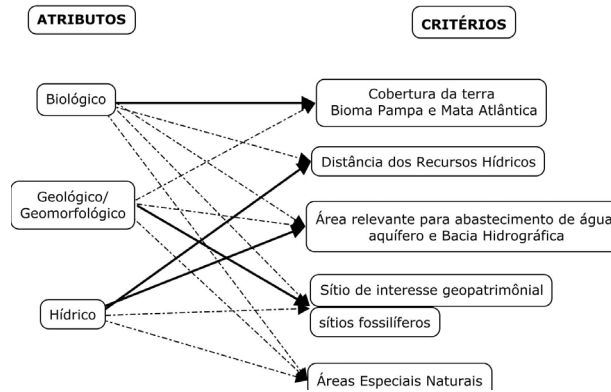 ATRIBUTOS
CRITÉRIOS
Biológico
Geológico/
Geomorfológico
Hídrico
Cobertura da terra
Bioma Pampa e Mata Atlântica
Distância dos Recursos Hídricos
Área relevante para abastecimento de água
aquífero e Bacia Hidrográfica
Sítio de interesse geopatrimônial
sítios fossilíferos
Áreas Especiais Naturais